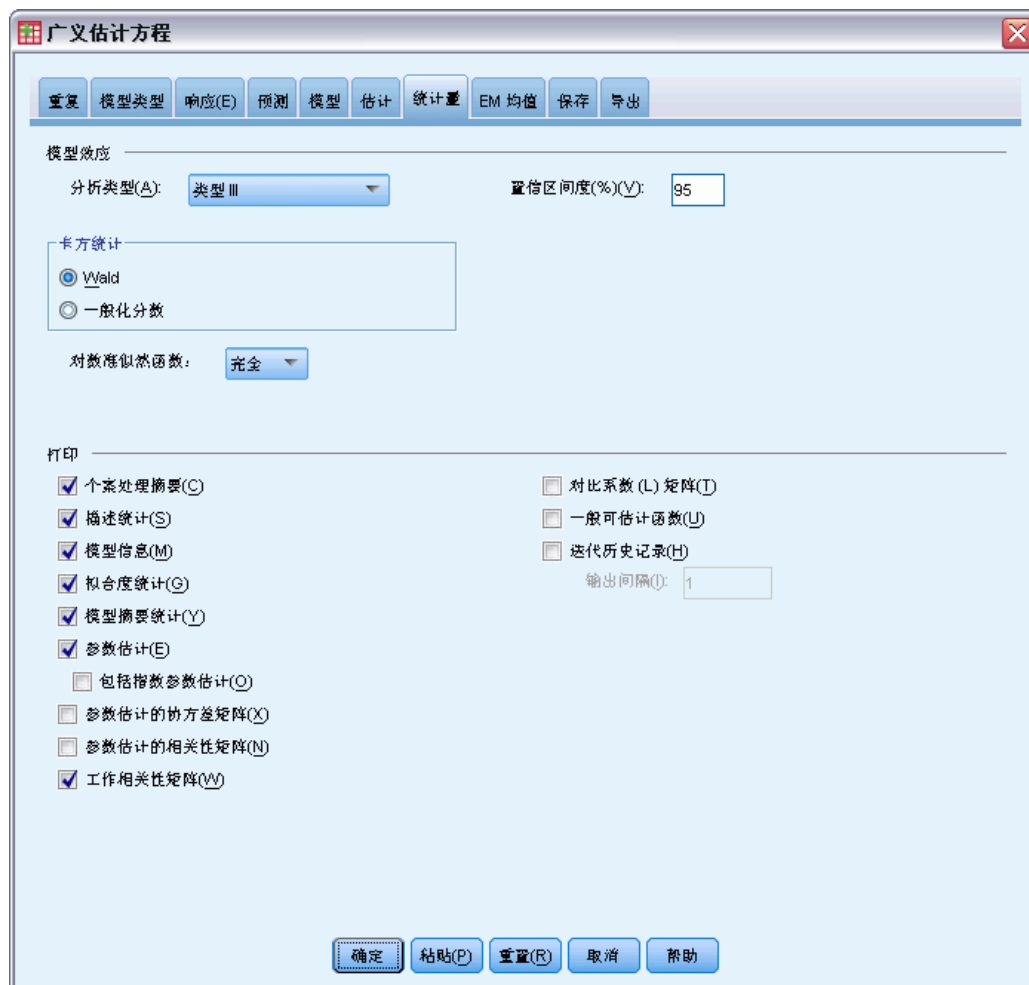 广义估计方程
重复 模型类型 响应(E) 预测 模型 估计 统计量 EM 均值 保存 导出
模型效应
分析类型(A): 类型 III 置信区间度(%)(V): 95
卡方统计
Wald
一般化分数
对数准似然函数: 完全
打印
个案处理摘要(C) 对比系数 (L) 矩阵(T)
描述统计(S) 一般可估计函数(U)
模型信息(M) 迭代历史记录(H)
拟合度统计(G) 输出间隔(I): 1
模型摘要统计(Y)
参数估计(E)
包括指数参数估计(O)
参数估计的协方差矩阵(X)
参数估计的相关性矩阵(N)
工作相关性矩阵(W)
确定 粘贴(P) 重置(R) 取消 帮助